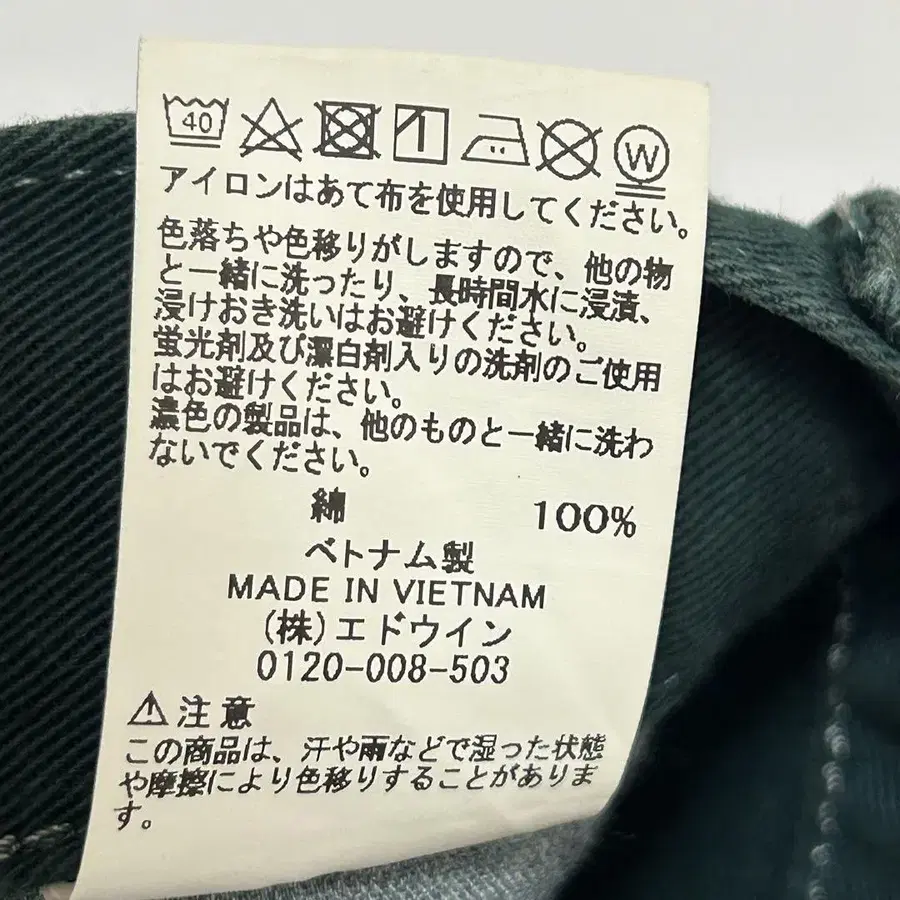 40 W
アイロンはあて布を使用してください。
色落ちや色移りがしますので、他の物
と一緒に洗ったり、長時間水に浸漬、
浸けおき洗いはお避けください。
蛍光剤及び漂白剤入りの洗剤のご使用
はお避けください。
濃色の製品は、他のものと一緒に洗わ
ないでください。
綿 100%
ベトナム製
MADE IN VIETNAM
(株)エドウイン
0120-008-503
⚠注意
この商品は、汗や雨などで湿った状態
や摩擦により色移りすることがありま
す。